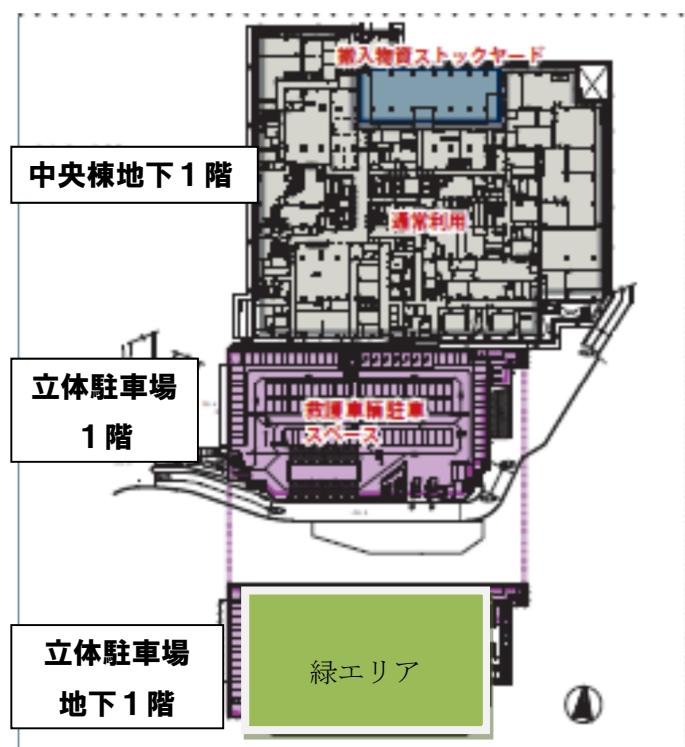 搬入物資ストックヤード
中央棟地下1階
通常利用
立体駐車場
1階
救護車輌駐車
スペース
立体駐車場
地下1階
緑エリア